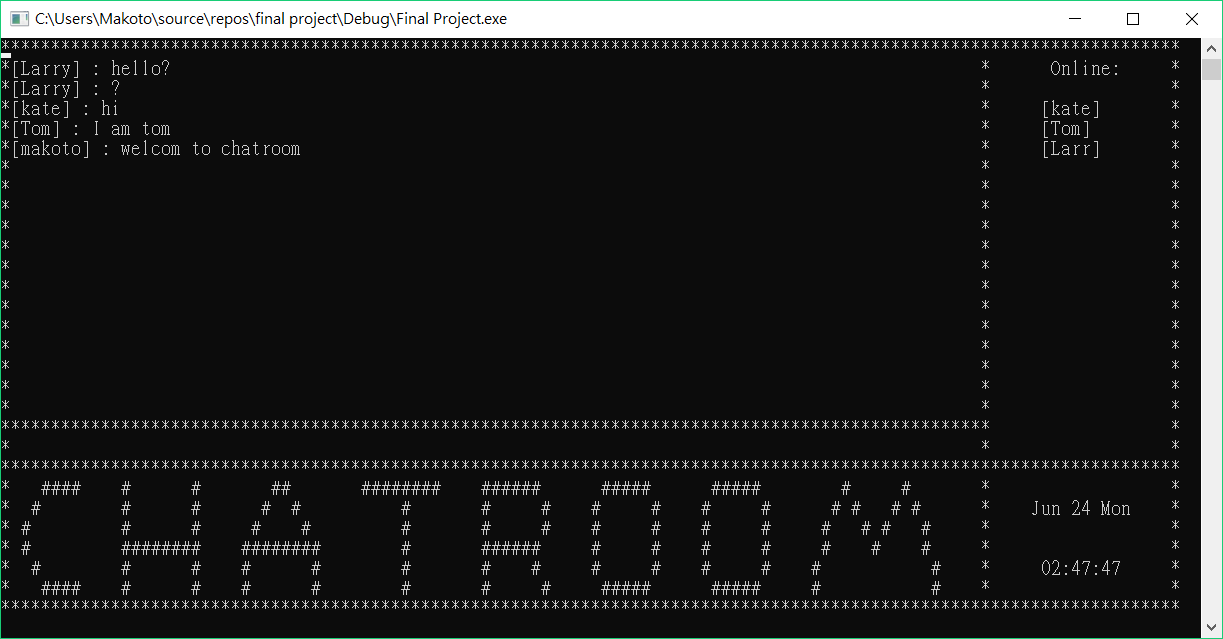 C:\Users\Makoto\source\repos\final project\Debug\Final Project.exe
*[Larry] : hello?
*[Larry] : ?
*[kate] : hi
*[Tom] : I am tom
*[makoto] : welcom to chatroom
Online:
[kate]
[Tom]
[Larr]
CHATROOM
Jun 24 Mon
02:47:47